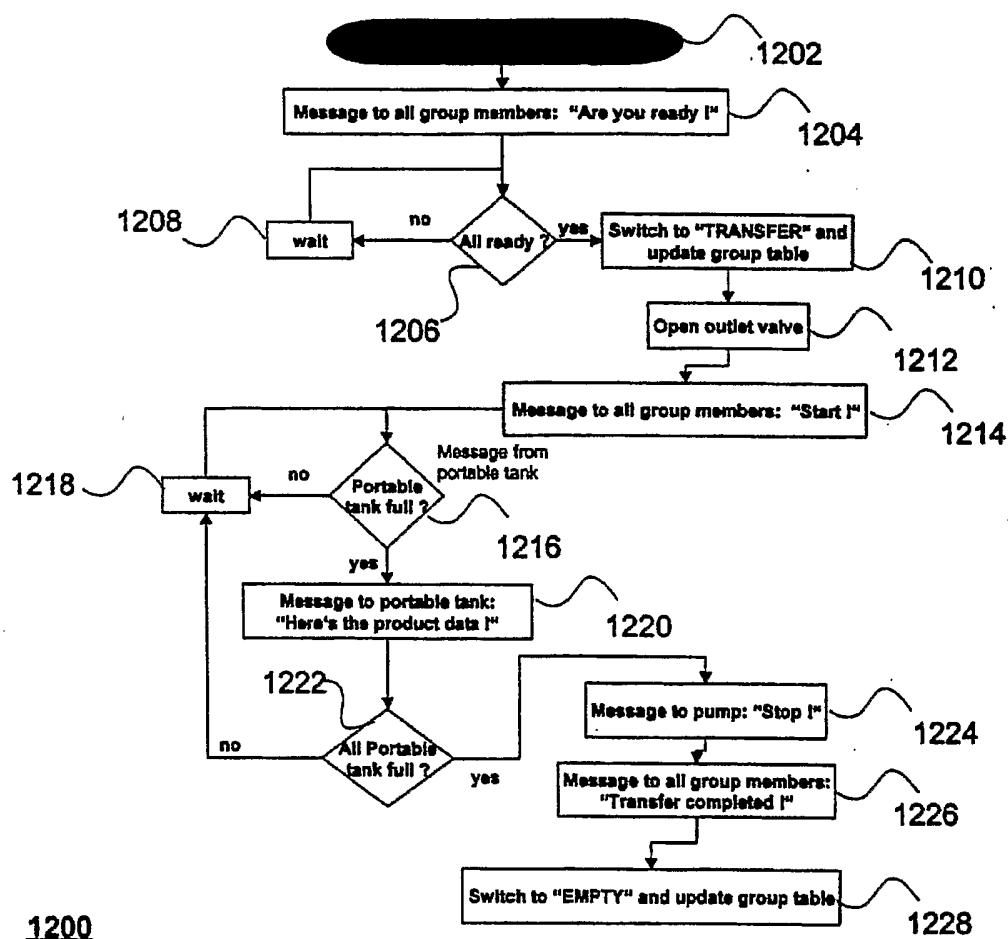 1202
Message to all group members: "Are you ready !"
1204
1208
wait
no
All ready ?
yes
Switch to "TRANSFER" and
update group table
1210
1206
Open outlet valve
1212
Message to all group members: "Start !"
1214
1218
wait
no
Portable
tank full ?
Message from
portable tank
1216
yes
Message to portable tank:
"Here's the product data !"
1220
1222
no
All Portable
tank full ?
yes
Message to pump: "Stop !"
1224
Message to all group members:
"Transfer completed !"
1226
Switch to "EMPTY" and update group table
1228
1200